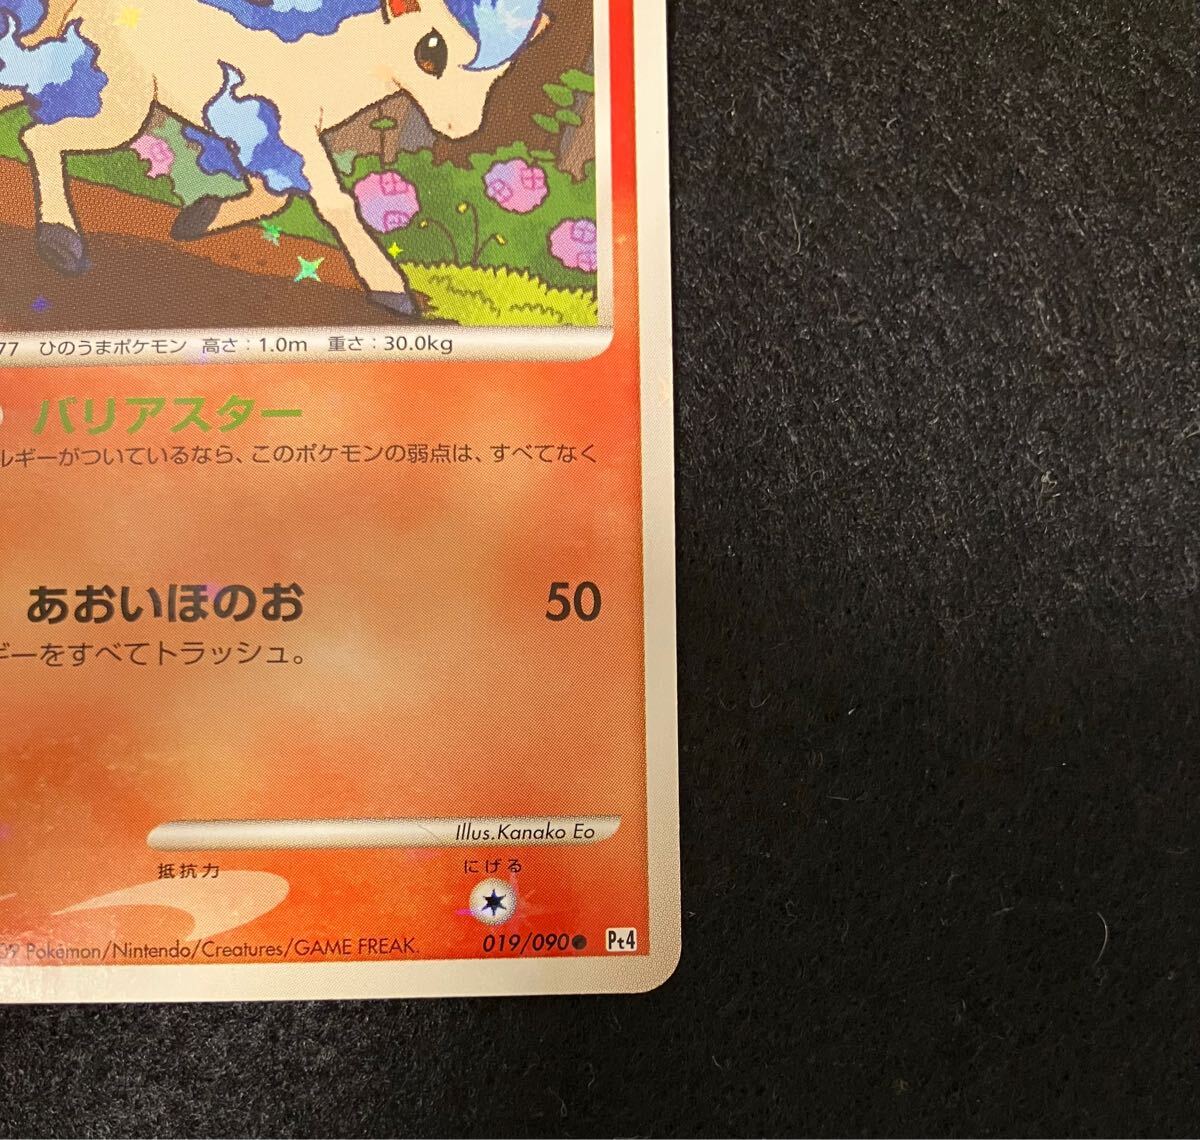 77 ひのうまポケモン 高さ：1.0m 重さ：30.0kg
バリアスター
ルギーがついているなら、このポケモンの弱点は、すべてなく
あおいほのお 50
ギーをすべてトラッシュ。
Illus.Kanako Eo
抵抗力 にげる
09 Pokémon/Nintendo/Creatures/GAME FREAK. 019/090 ● Pt4